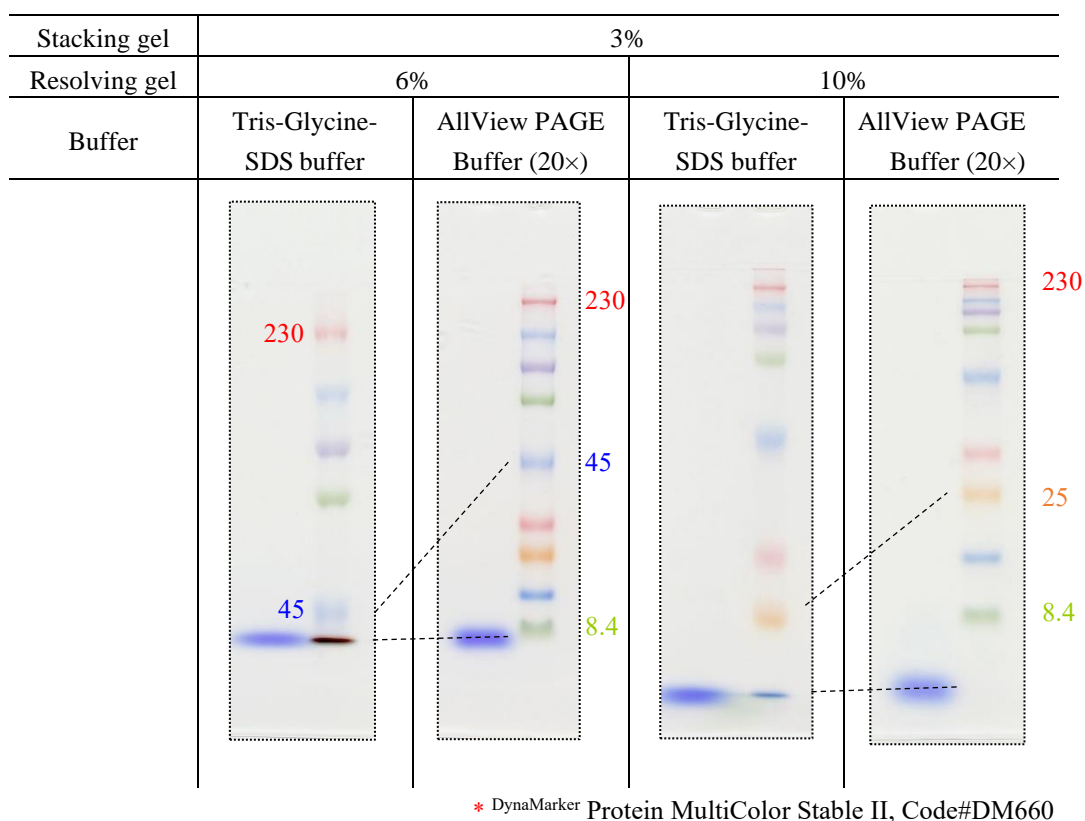 Stacking gel 3%
Resolving gel 6% 10%
Buffer
Tris-Glycine-
SDS buffer
AllView PAGE
Buffer (20×)
Tris-Glycine-
SDS buffer
AllView PAGE
Buffer (20×)
230
45
230
45
8.4
230
25
8.4
* DynaMarker Protein MultiColor Stable II, Code#DM660